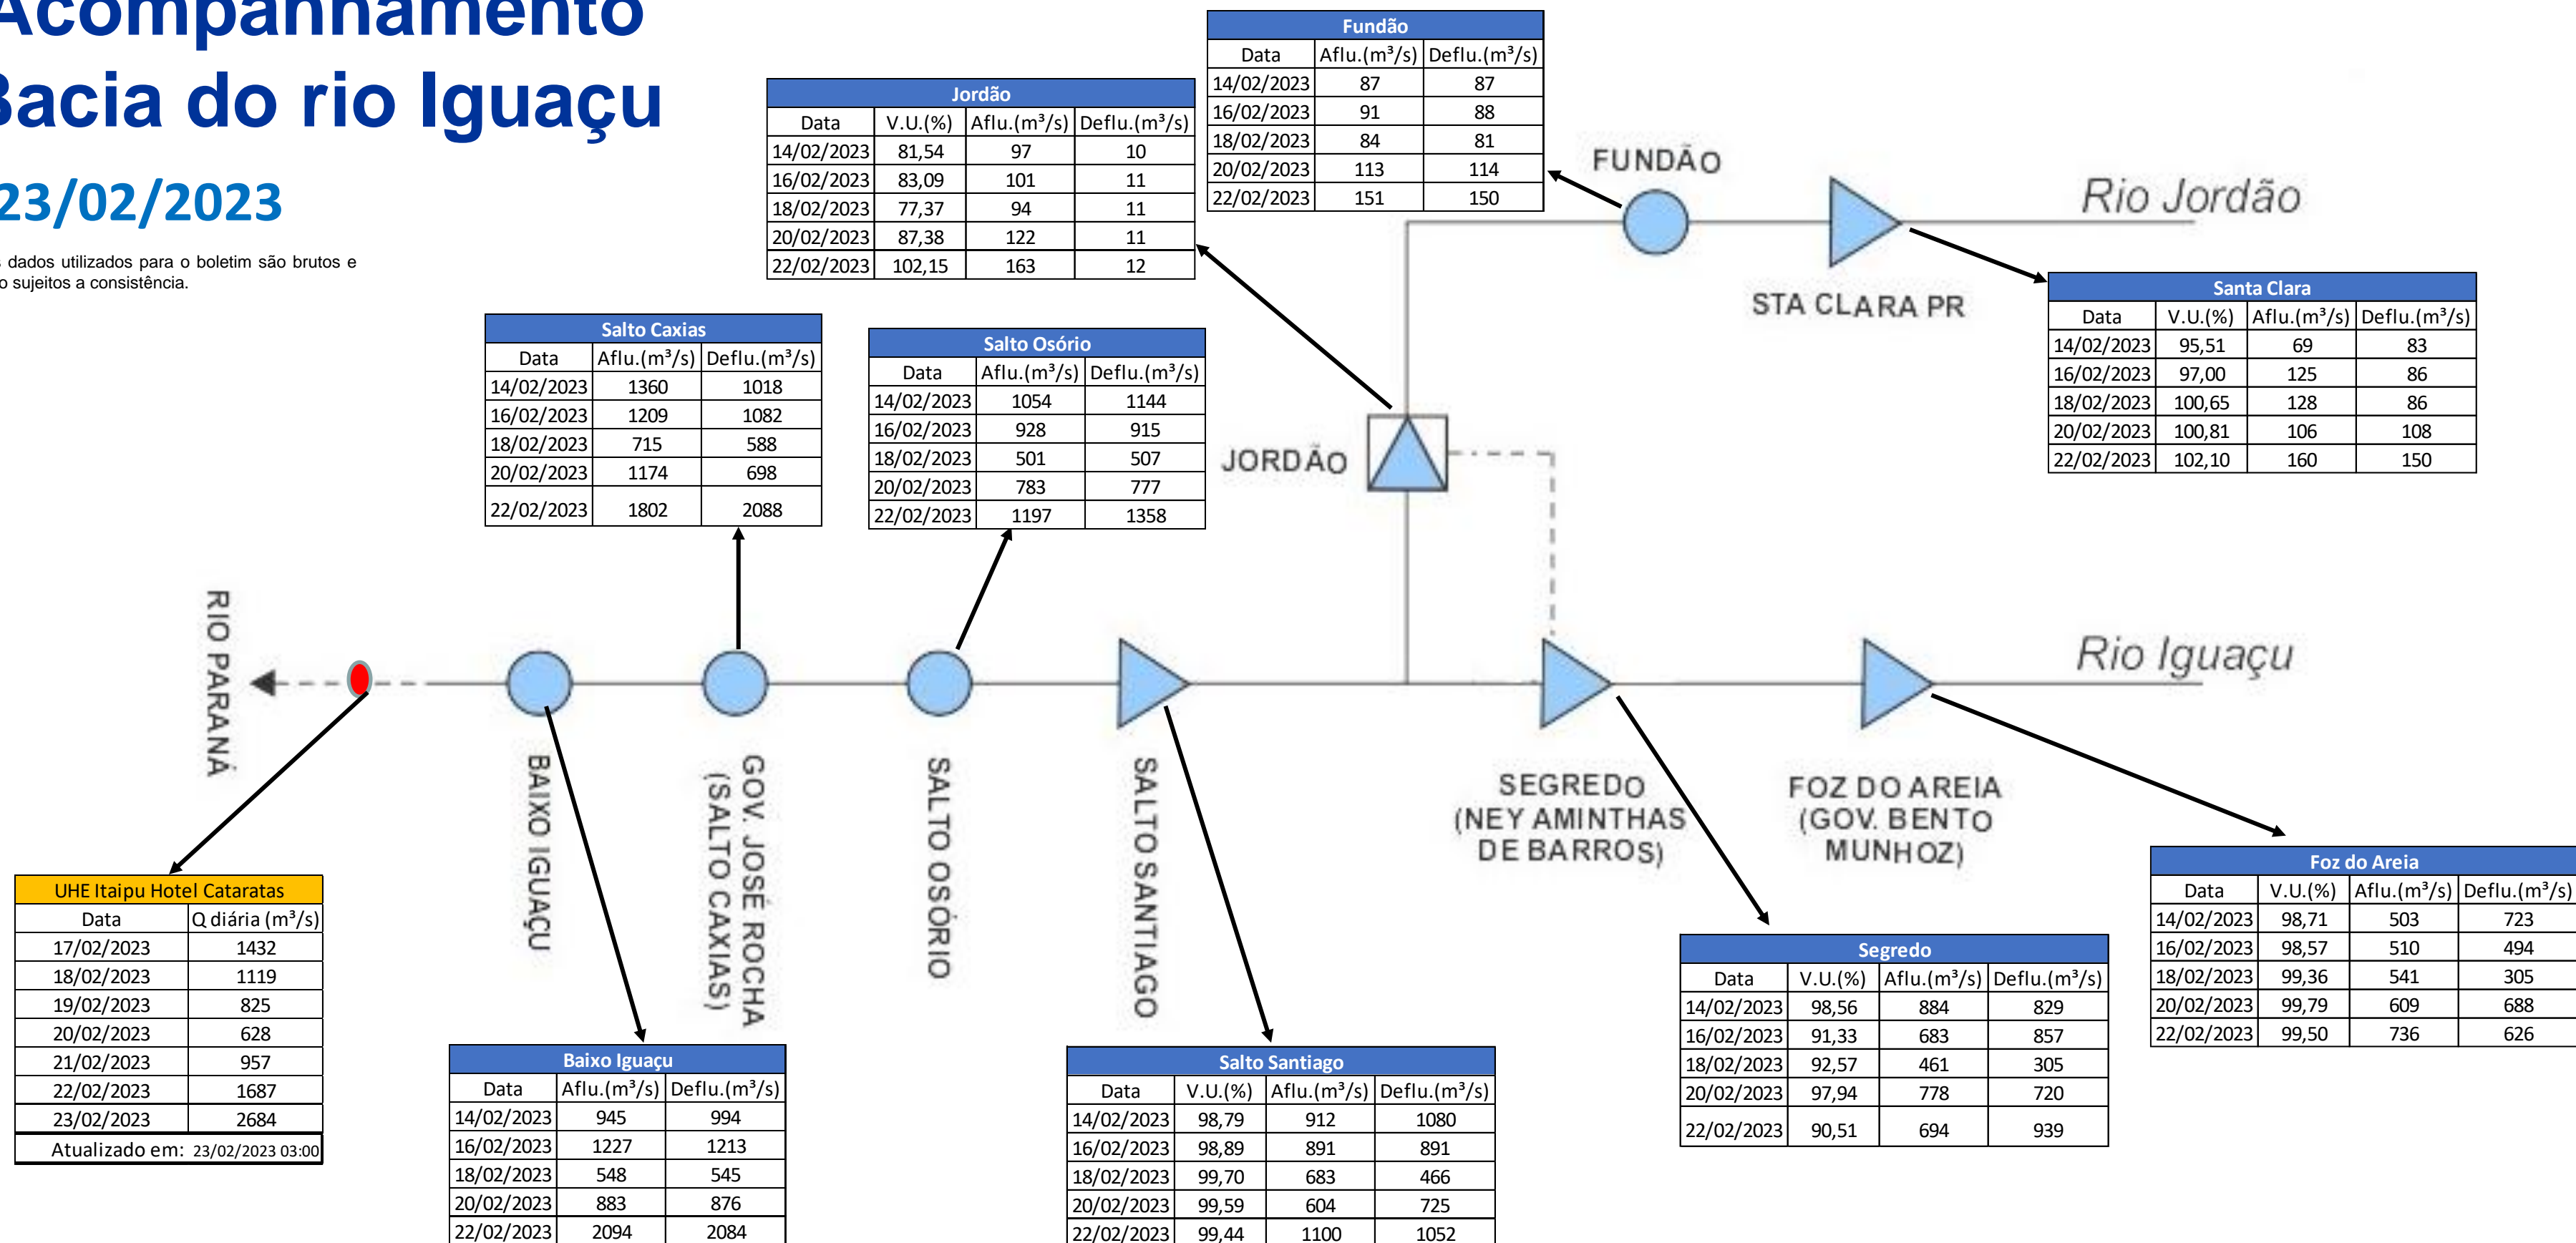 Acompanhamento
Bacia do rio Iguaçu
23/02/2023
s dados utilizados para o boletim são brutos e
o sujeitos a consistência.
Fundão
Data Aflu.(m³/s) Deflu.(m³/s)
14/02/2023 87 87
16/02/2023 91 88
18/02/2023 84 81
20/02/2023 113 114
22/02/2023 151 150
Jordão
Data V.U.(%) Aflu.(m³/s) Deflu.(m³/s)
14/02/2023 81,54 97 10
16/02/2023 83,09 101 11
18/02/2023 77,37 94 11
20/02/2023 87,38 122 11
22/02/2023 102,15 163 12
FUNDÃO
Rio Jordão
STA CLARA PR
Santa Clara
Data V.U.(%) Aflu.(m³/s) Deflu.(m³/s)
14/02/2023 95,51 69 83
16/02/2023 97,00 125 86
18/02/2023 100,65 128 86
20/02/2023 100,81 106 108
22/02/2023 102,10 160 150
Salto Caxias
Data Aflu.(m³/s) Deflu.(m³/s)
14/02/2023 1360 1018
16/02/2023 1209 1082
18/02/2023 715 588
20/02/2023 1174 698
22/02/2023 1802 2088
Salto Osório
Data Aflu.(m³/s) Deflu.(m³/s)
14/02/2023 1054 1144
16/02/2023 928 915
18/02/2023 501 507
20/02/2023 783 777
22/02/2023 1197 1358
JORDÃO
RIO PARANÁ
Rio Iguaçu
BAIXO IGUAÇU
GOV. JOSÉ ROCHA
(SALTO CAXIAS)
SALTO OSÓRIO
SALTO SANTIAGO
SEGREDO
(NEY AMINTHAS
DE BARROS)
FOZ DO AREIA
(GOV. BENTO
MUNHOZ)
UHE Itaipu Hotel Cataratas
Data Q diária (m³/s)
17/02/2023 1432
18/02/2023 1119
19/02/2023 825
20/02/2023 628
21/02/2023 957
22/02/2023 1687
23/02/2023 2684
Atualizado em: 23/02/2023 03:00
Baixo Iguaçu
Data Aflu.(m³/s) Deflu.(m³/s)
14/02/2023 945 994
16/02/2023 1227 1213
18/02/2023 548 545
20/02/2023 883 876
22/02/2023 2094 2084
Salto Santiago
Data V.U.(%) Aflu.(m³/s) Deflu.(m³/s)
14/02/2023 98,79 912 1080
16/02/2023 98,89 891 891
18/02/2023 99,70 683 466
20/02/2023 99,59 604 725
22/02/2023 99,44 1100 1052
Segredo
Data V.U.(%) Aflu.(m³/s) Deflu.(m³/s)
14/02/2023 98,56 884 829
16/02/2023 91,33 683 857
18/02/2023 92,57 461 305
20/02/2023 97,94 778 720
22/02/2023 90,51 694 939
Foz do Areia
Data V.U.(%) Aflu.(m³/s) Deflu.(m³/s)
14/02/2023 98,71 503 723
16/02/2023 98,57 510 494
18/02/2023 99,36 541 305
20/02/2023 99,79 609 688
22/02/2023 99,50 736 626